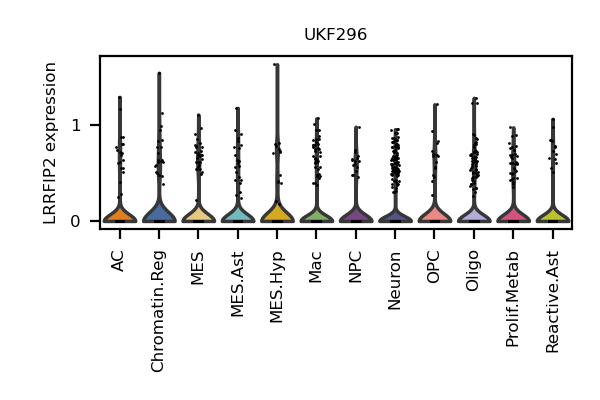 UKF296
LRRFIP2 expression
1
0
AC
Chromatin.Reg
MES
MES.Ast
MES.Hyp
Mac
NPC
Neuron
OPC
Oligo
Prolif.Metab
Reactive.Ast